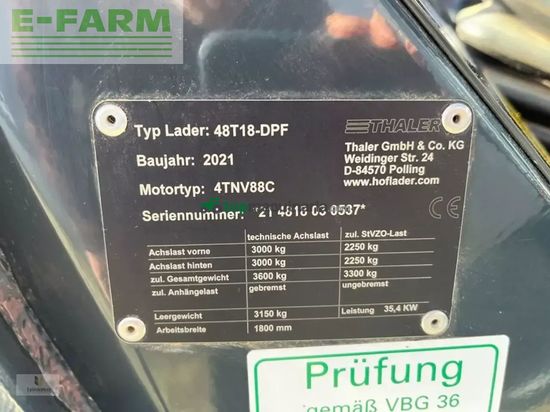 E-FARM
Typ Lader: 48T18-DPF
THALER
Baujahr: 2021
Thaler GmbH & Co. KG
Weidinger Str. 24
D-84570 Polling
Motortyp: 4TNV88C
www.hoflader.com
Seriennummer: *21 4818 03 0537*
CE
technische Achslast zul. StVZO-Last
Achslast vorne 3000 kg 2250 kg
Achslast hinten 3000 kg 2250 kg
zul. Gesamtgewicht 3600 kg 3300 kg
zul. Anhängelast gebremst ungebremst
Leergewicht 3150 kg Leistung 35,4 KW
Arbeitsbreite 1800 mm
Prüfung
gemäß VBG 36